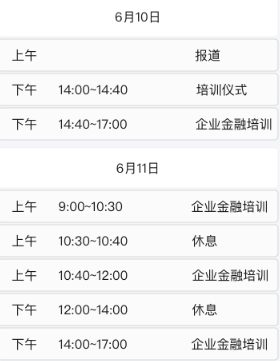 6月10日
上午 报道
下午 14:00~14:40 培训仪式
下午 14:40~17:00 企业金融培训
6月11日
上午 9:00~10:30 企业金融培训
上午 10:30~10:40 休息
上午 10:40~12:00 企业金融培训
下午 12:00~14:00 休息
下午 14:00~17:00 企业金融培训